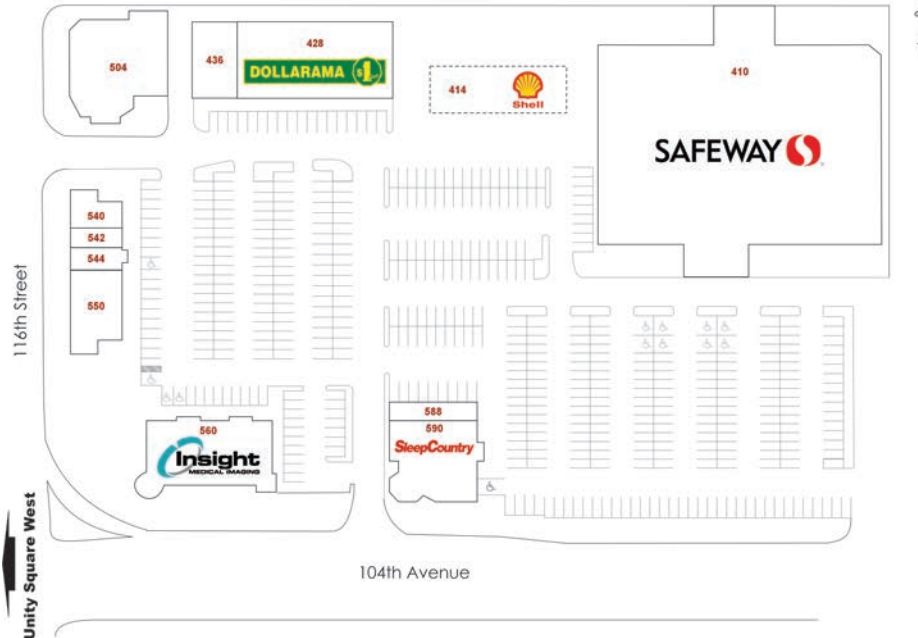 504
436
428
DOLLARAMA $1
414
Shell
410
SAFEWAY
540
542
544
550
116th Street
560
Insight
MEDICAL IMAGING
588
590
SleepCountry
104th Avenue
Unity Square West